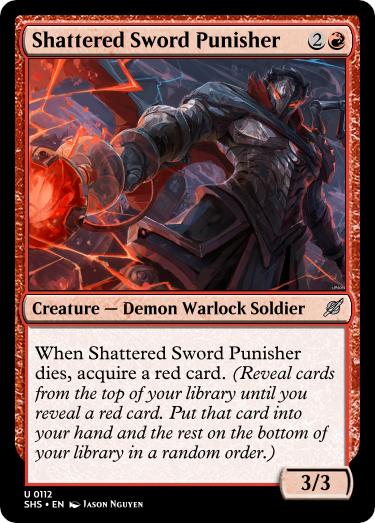 Shattered Sword Punisher 2
Creature — Demon Warlock Soldier
When Shattered Sword Punisher
dies, acquire a red card. (Reveal cards
from the top of your library until you
reveal a red card. Put that card into
your hand and the rest on the bottom of
your library in a random order.)
3/3
U 0112
SHS • EN Jason Nguyen